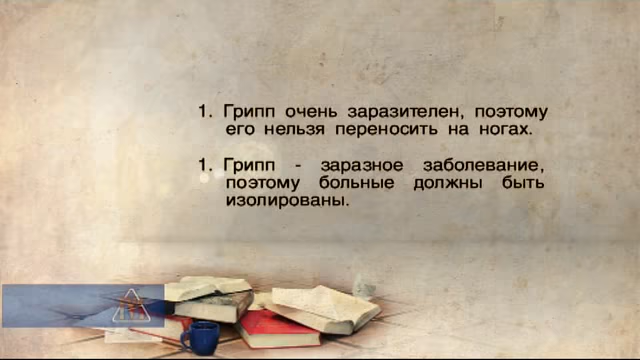 1. Грипп очень заразителен, поэтому
его нельзя переносить на ногах.
1. Грипп - заразное заболевание,
поэтому больные должны быть
изолированы.